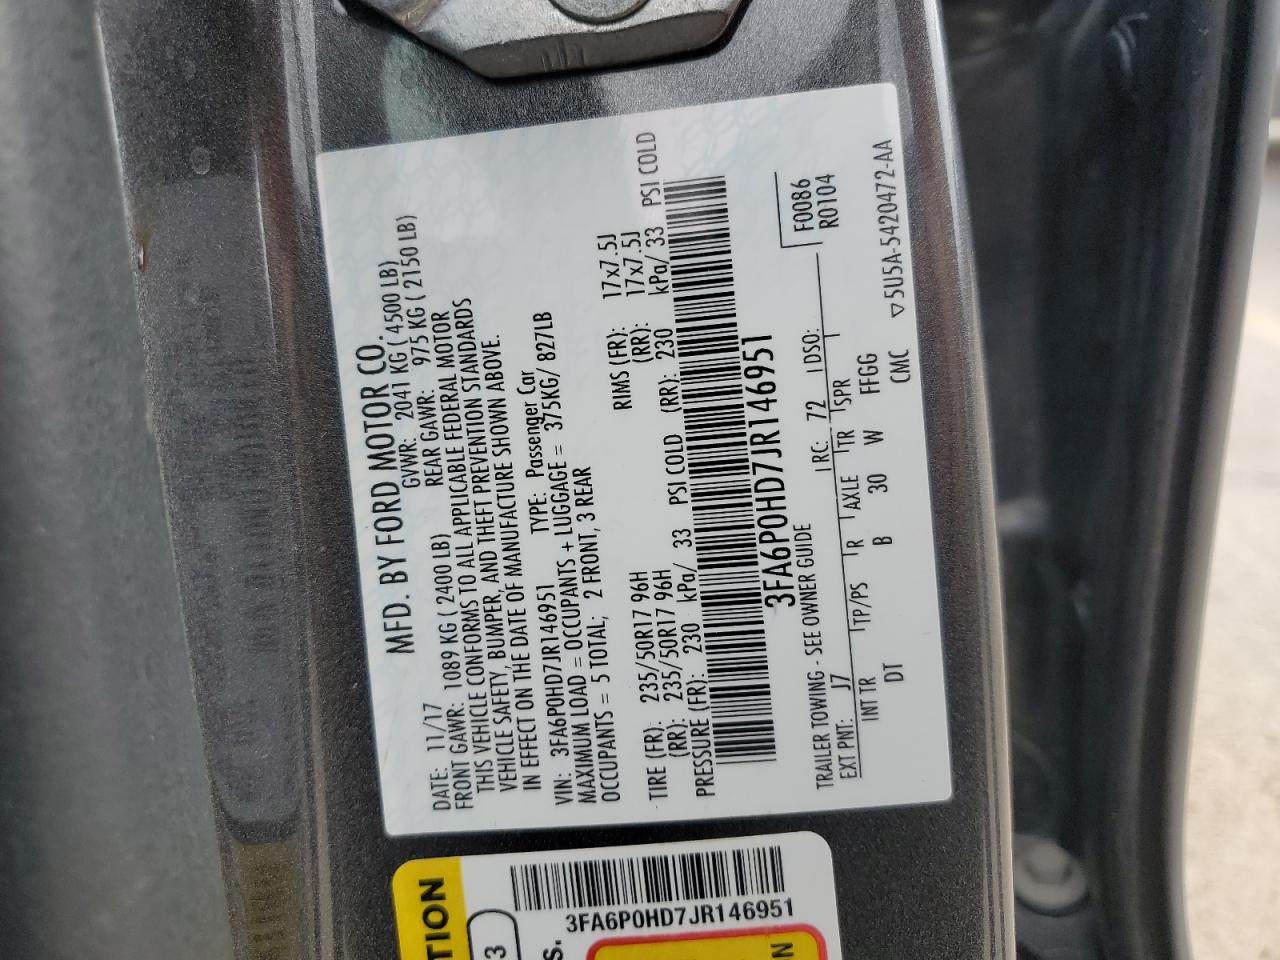 MFD. BY FORD MOTOR CO.
DATE: 11/17 GVWR: 2041 KG ( 4500 LB)
FRONT GAWR: 1089 KG ( 2400 LB) REAR GAWR: 975 KG ( 2150 LB)
THIS VEHICLE CONFORMS TO ALL APPLICABLE FEDERAL MOTOR
VEHICLE SAFETY, BUMPER, AND THEFT PREVENTION STANDARDS
IN EFFECT ON THE DATE OF MANUFACTURE SHOWN ABOVE.
VIN: 3FA6P0HD7JR146951 TYPE: Passenger Car
MAXIMUM LOAD = OCCUPANTS + LUGGAGE = 375KG/ 827LB
OCCUPANTS = 5 TOTAL; 2 FRONT, 3 REAR
TIRE (FR): 235/50R17 96H RIMS (FR): 17x7.5J
(RR): 235/50R17 96H (RR): 17x7.5J
PRESSURE (FR): 230 kPa/ 33 PSI COLD (RR): 230 kPa/ 33 PSI COLD
3FA6P0HD7JR146951
F0086
R0104
TRAILER TOWING - SEE OWNER GUIDE
EXT PNT: J7 RC: 72 DSO:
INT TR TP/PS R AXLE TR SPR
DT B 30 W FFGG
CMC 5U5A-5420472-AA
TION
3
S.
3FA6P0HD7JR146951
N